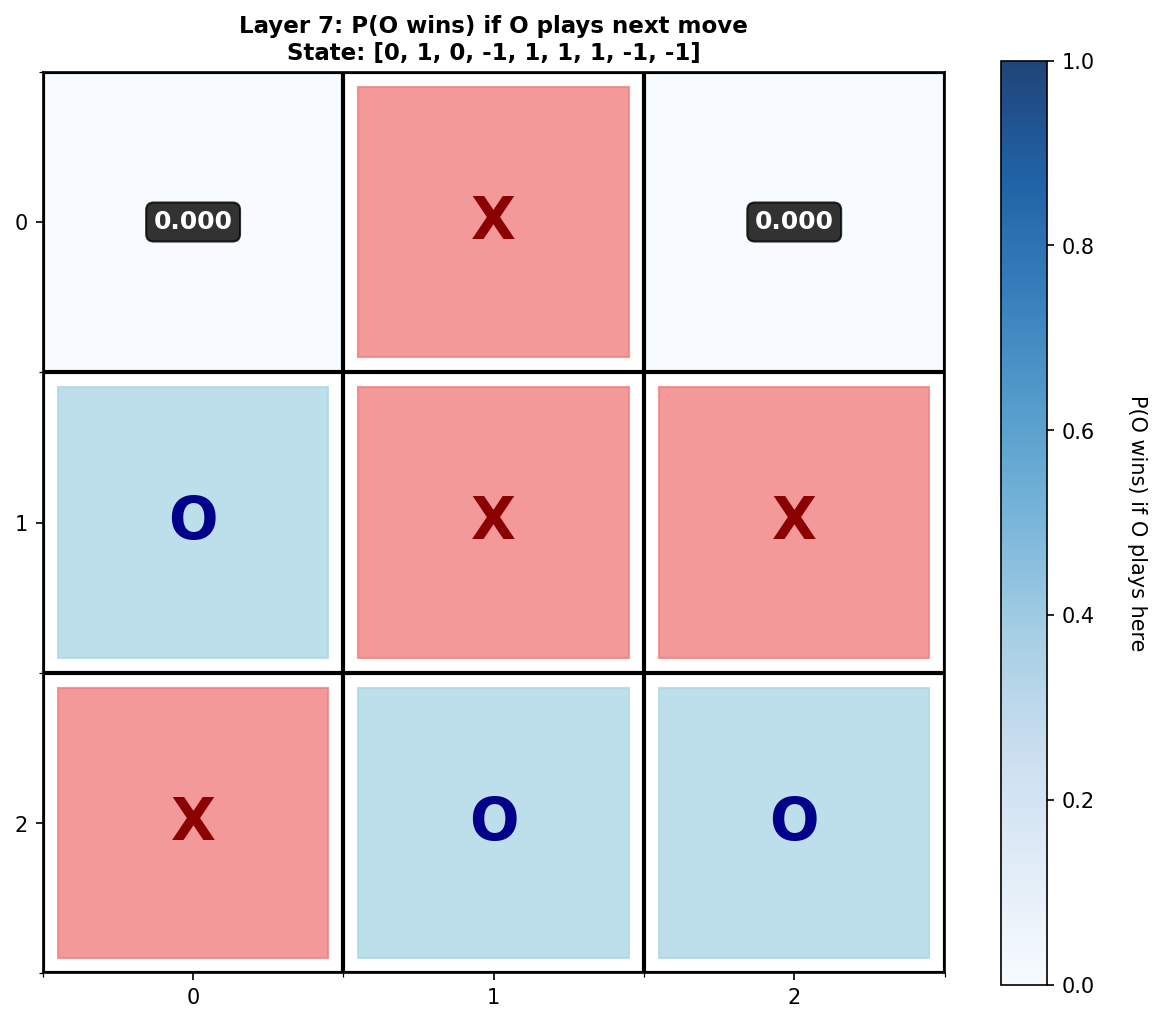 Layer 7: P(O wins) if O plays next move
State: [0, 1, 0, -1, 1, 1, 1, -1, -1]
0.000
X
0.000
O
X
X
X
O
O
0
1
2
0
1
2
1.0
0.8
0.6
0.4
0.2
0.0
P(O wins) if O plays here